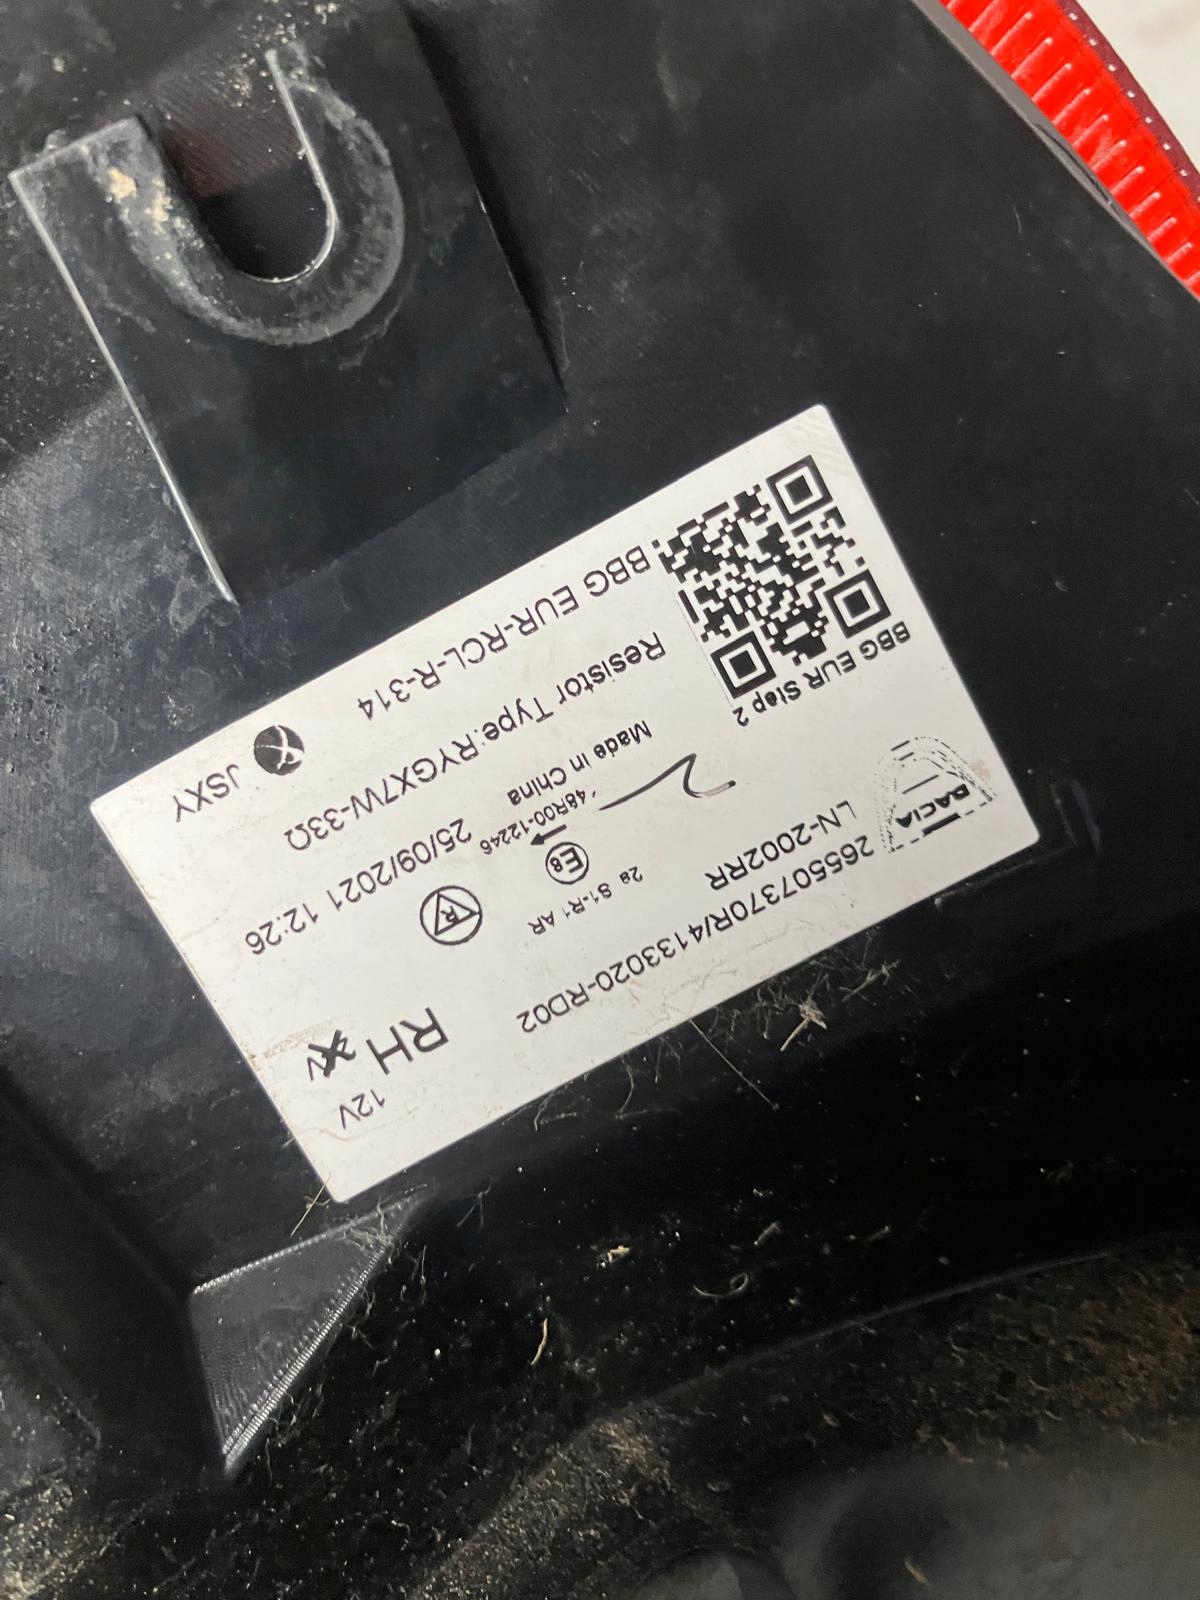 265507370R/4133020-RD02
12V
DACIA
LN-2002RR
RH
2a S1-R1 AR
E8
R
48R00-12246
25/09/2021 12:26
Made in China
BBG EUR Step 2
Resistor Type:RYGX7W-33Ω
BBG EUR-RCL-R-314
JSXY